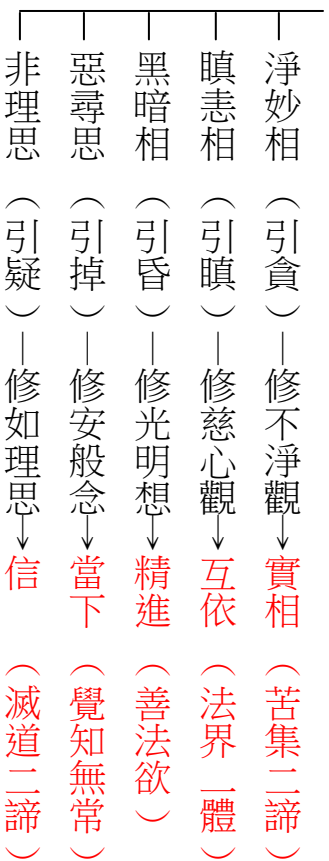 淨妙相（引貪）—修不淨觀→實相（苦集二諦）
瞋恚相（引瞋）—修慈心觀→互依（法界 一體）
黑暗相（引昏）—修光明想→精進（善法欲）
惡尋思（引掉）—修安般念→當下（覺知無常）
非理思（引疑）—修如理思→信（滅道二諦）